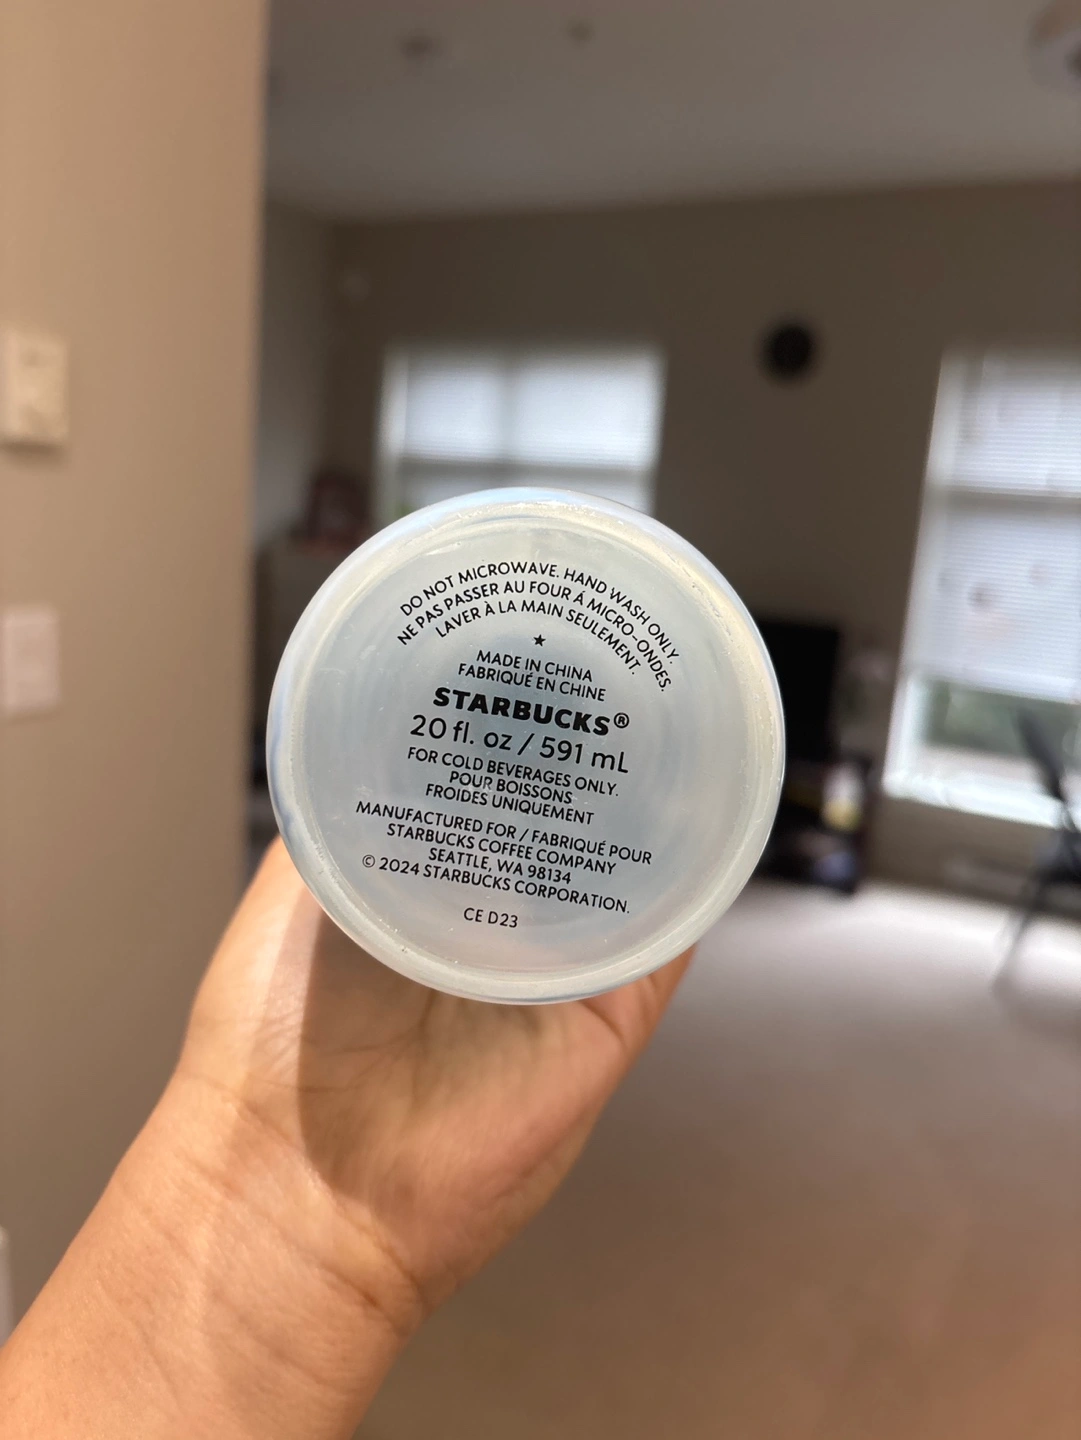 DO NOT MICROWAVE. HAND WASH ONLY.
NE PAS PASSER AU FOUR Á MICRO-ONDES.
LAVER À LA MAIN SEULEMENT.
MADE IN CHINA
FABRIQUÉ EN CHINE
STARBUCKS®
20 fl. oz / 591 mL
FOR COLD BEVERAGES ONLY.
POUR BOISSONS
FROIDES UNIQUEMENT
MANUFACTURED FOR / FABRIQUÉ POUR
STARBUCKS COFFEE COMPANY
SEATTLE, WA 98134
© 2024 STARBUCKS CORPORATION.
CE D23